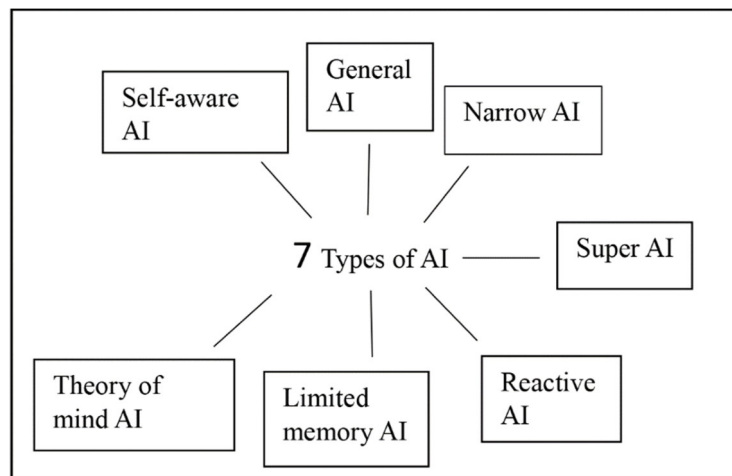 Self-aware
AI
General
AI
Narrow AI
7 Types of AI
Super AI
Theory of
mind AI
Limited
memory AI
Reactive
AI